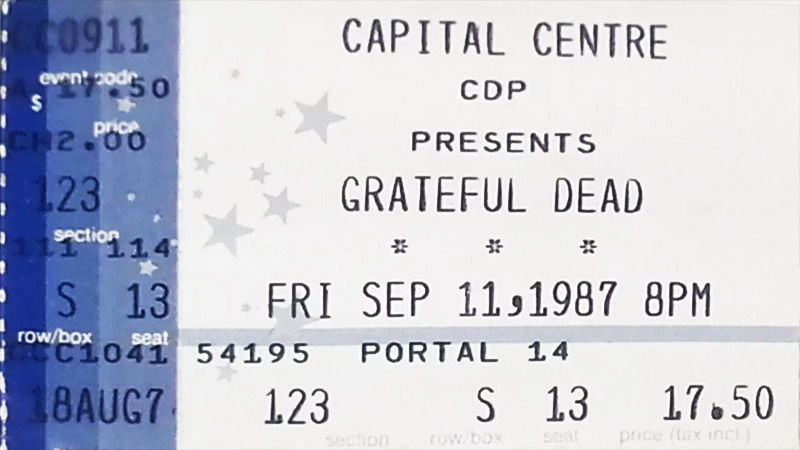 CC0911
event code
A 17.50
$
price
CH2.00
123
section
111 114
S 13
row/box seat
CCC1041
18AUG7
CAPITAL CENTRE
CDP
PRESENTS
GRATEFUL DEAD
* * *
FRI SEP 11,1987 8PM
54195 PORTAL 14
123 S 13 17.50
section row/box seat price (tax incl.)